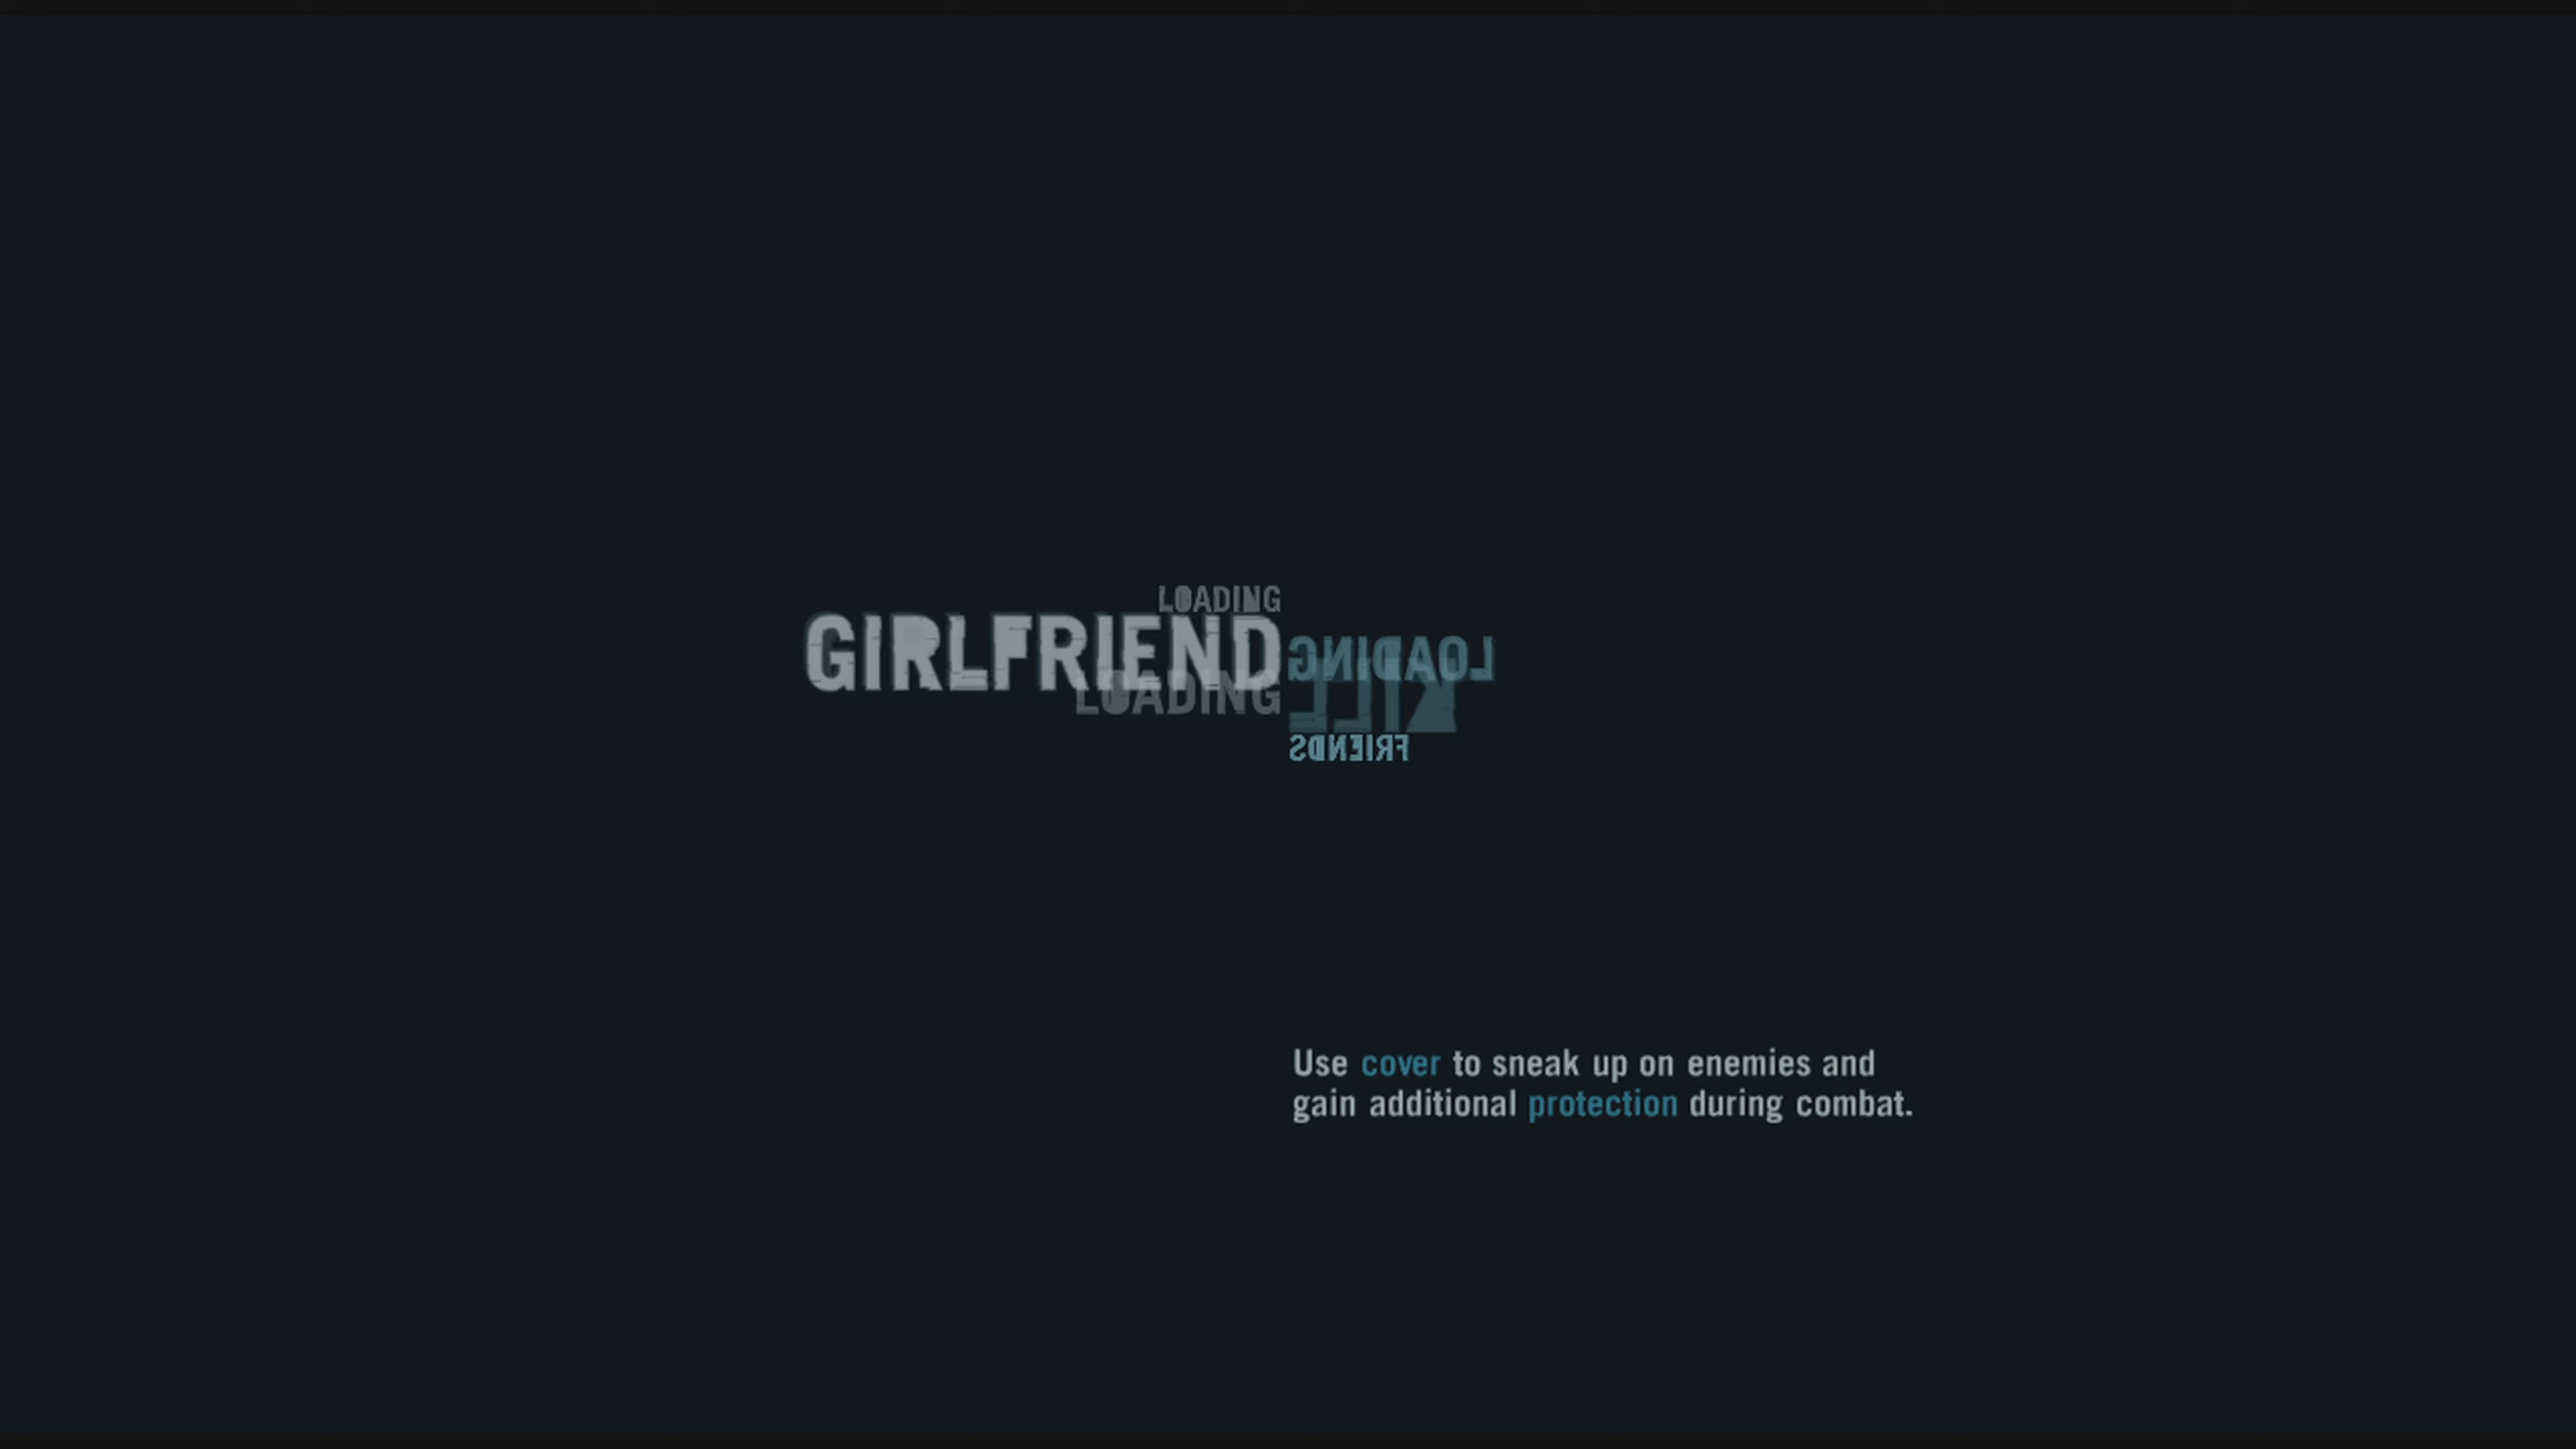 LOADING
GIRLFRIEND
LOADING
LOADING
KILL
FRIENDS
Use cover to sneak up on enemies and
gain additional protection during combat.